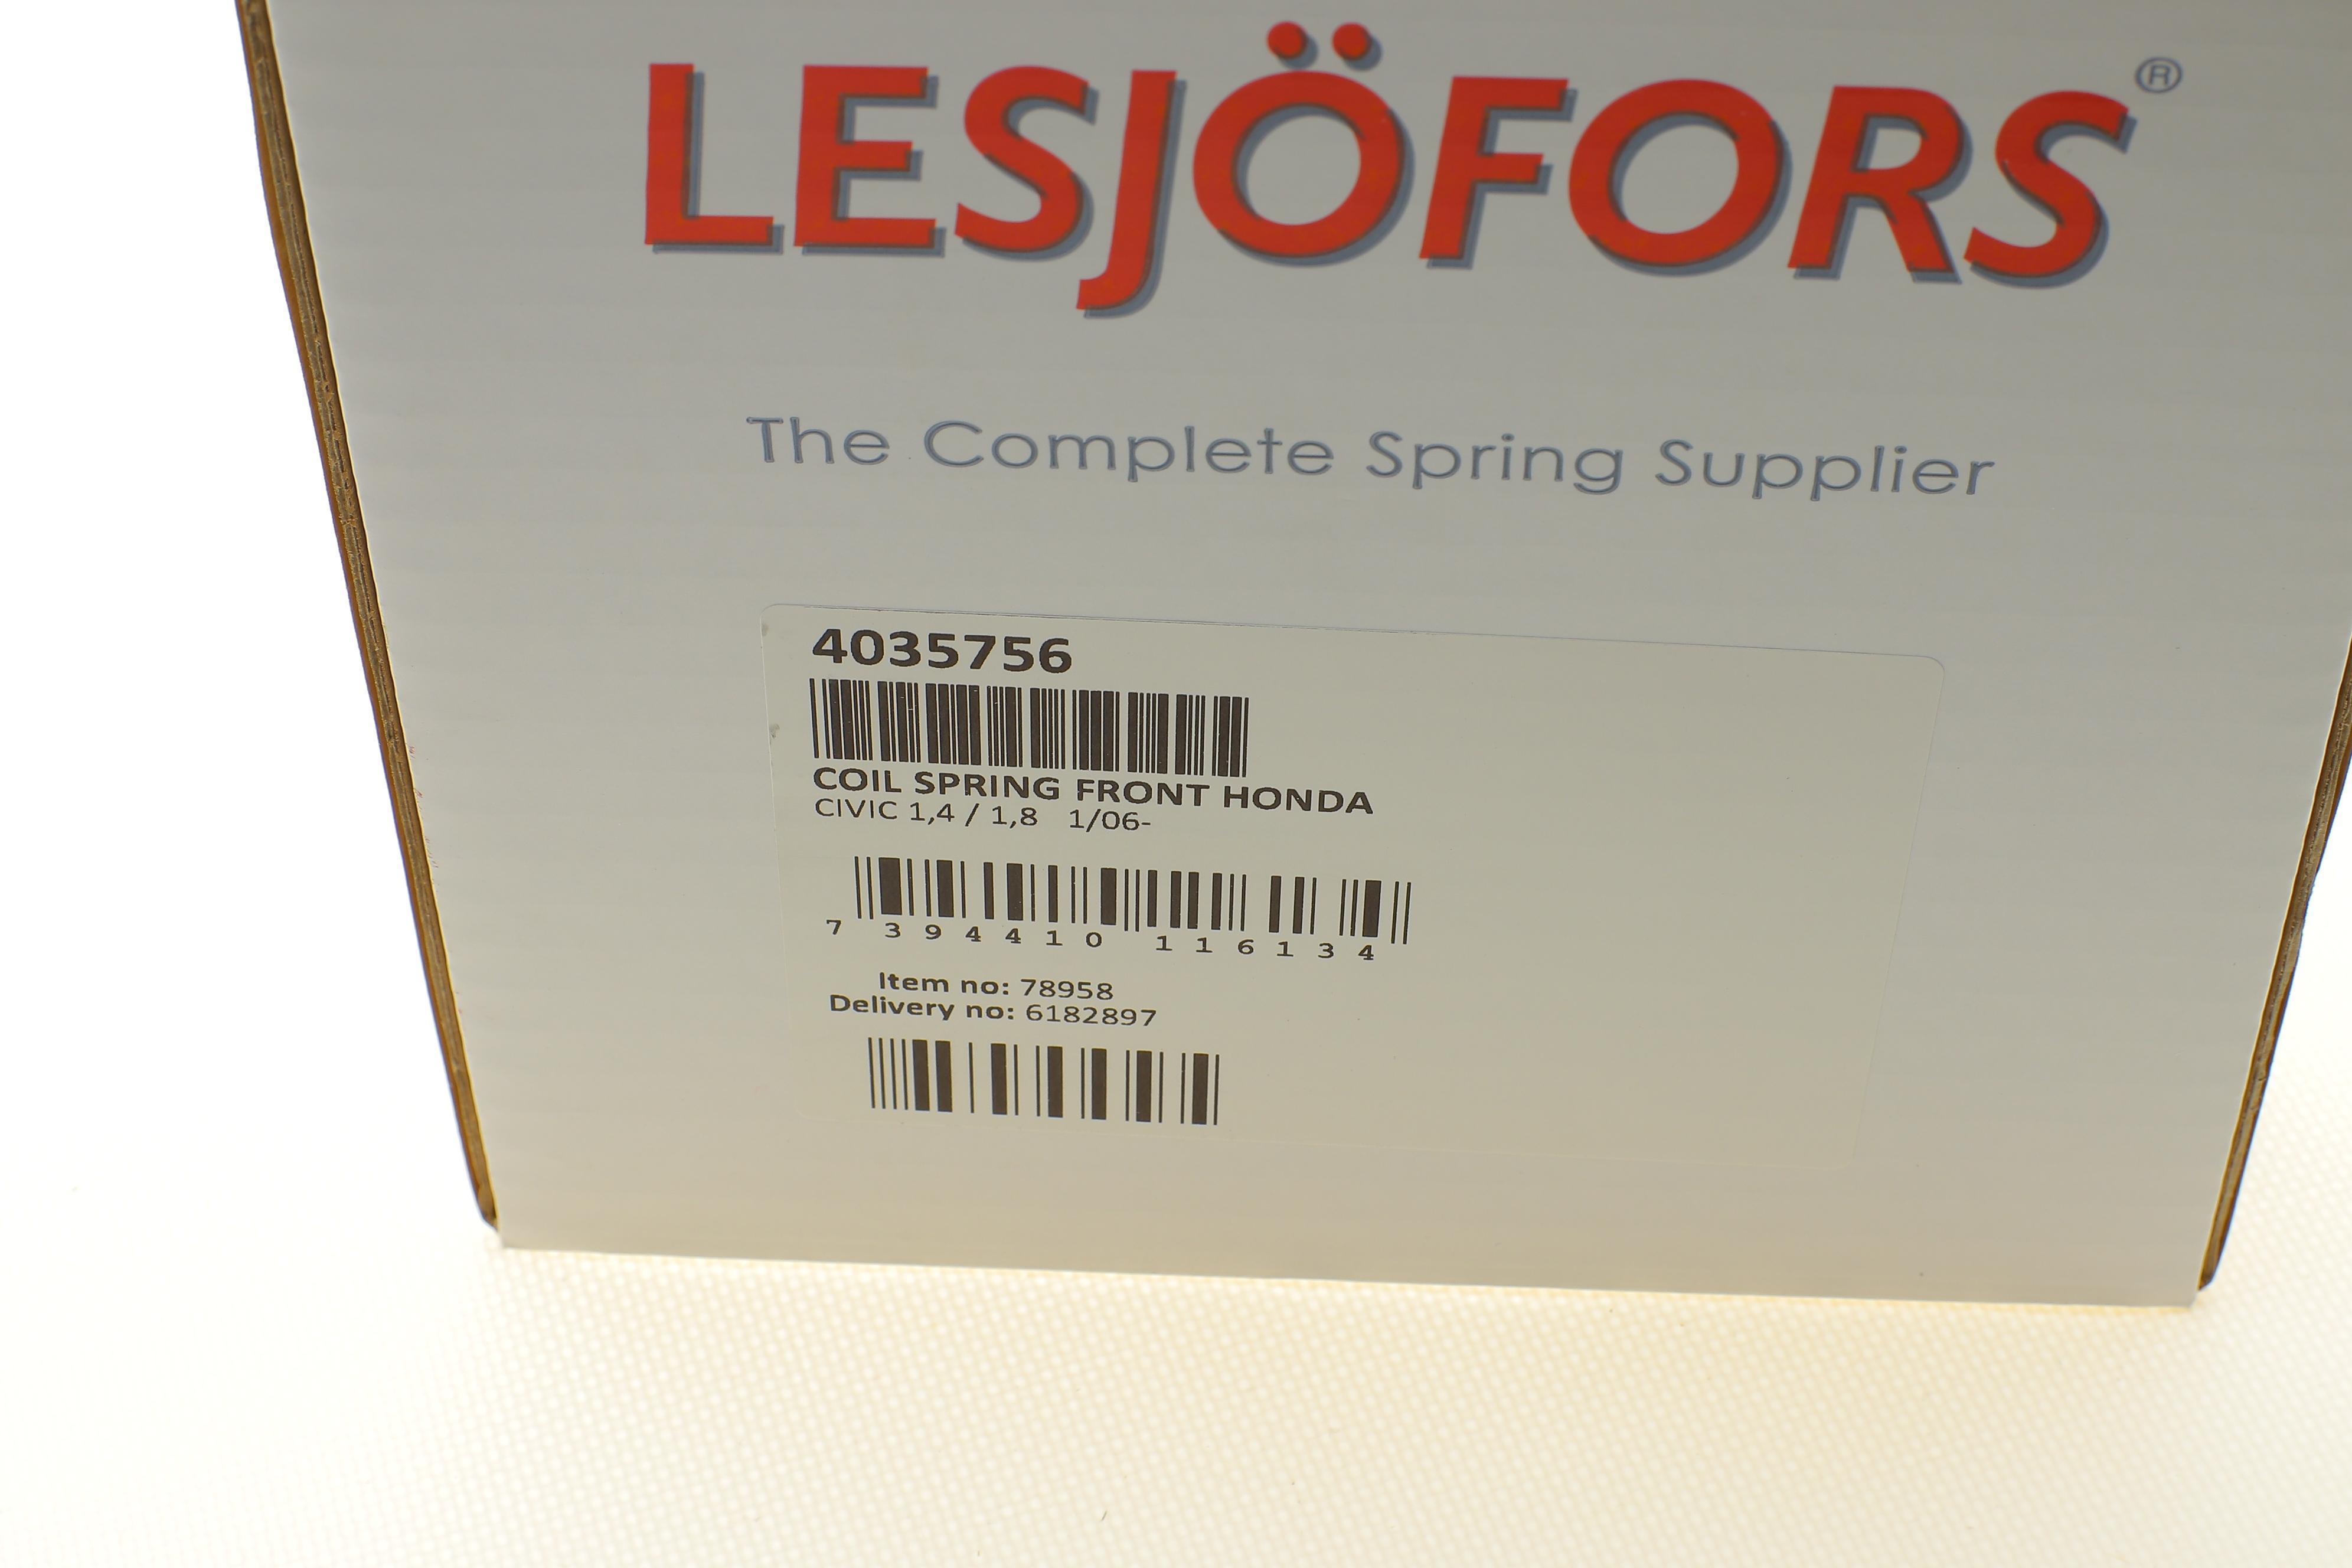 LESJÖFORS®
The Complete Spring Supplier
4035756
COIL SPRING FRONT HONDA
CIVIC 1,4 / 1,8 1/06-
7 394410 116134
Item no: 78958
Delivery no: 6182897